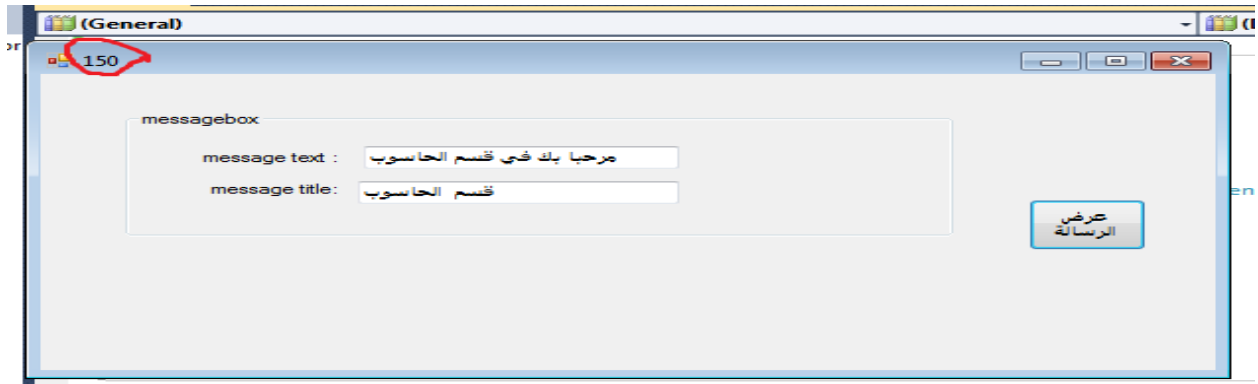 (General)
150
messagebox
message text :
مرحبا بك في قسم الحاسوب
message title:
قسم الحاسوب
عرض
الرسالة